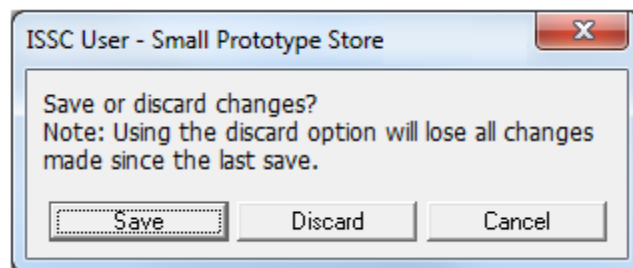 ISSC User - Small Prototype Store
Save or discard changes?
Note: Using the discard option will lose all changes
made since the last save.
Save Discard Cancel